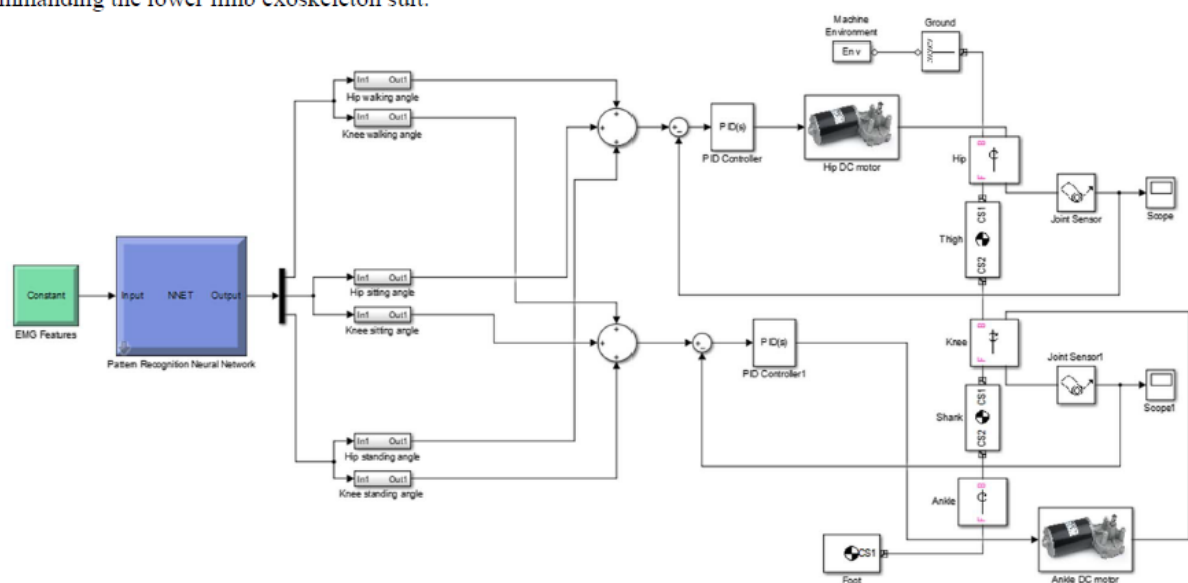 mmanding the lower limb exoskeleton suit.
Machine
Environment
Env
Ground
In1 Out1
Hip walking angle
In1 Out1
Knee walking angle
PID(s)
PID Controller
Hip DC motor
Hip
B
F
Joint Sensor
Scope
CS1
Thigh
CS2
Constant
EMG Features
Input NNET Output
Pattern Recognition Neural Network
In1 Out1
Hip sitting angle
In1 Out1
Knee sitting angle
PID(s)
PID Controller1
Knee
B
F
Joint Sensor1
Scope1
CS1
Shank
CS2
In1 Out1
Hip standing angle
In1 Out1
Knee standing angle
Ankle
B
F
CS1
Foot
Ankle DC motor